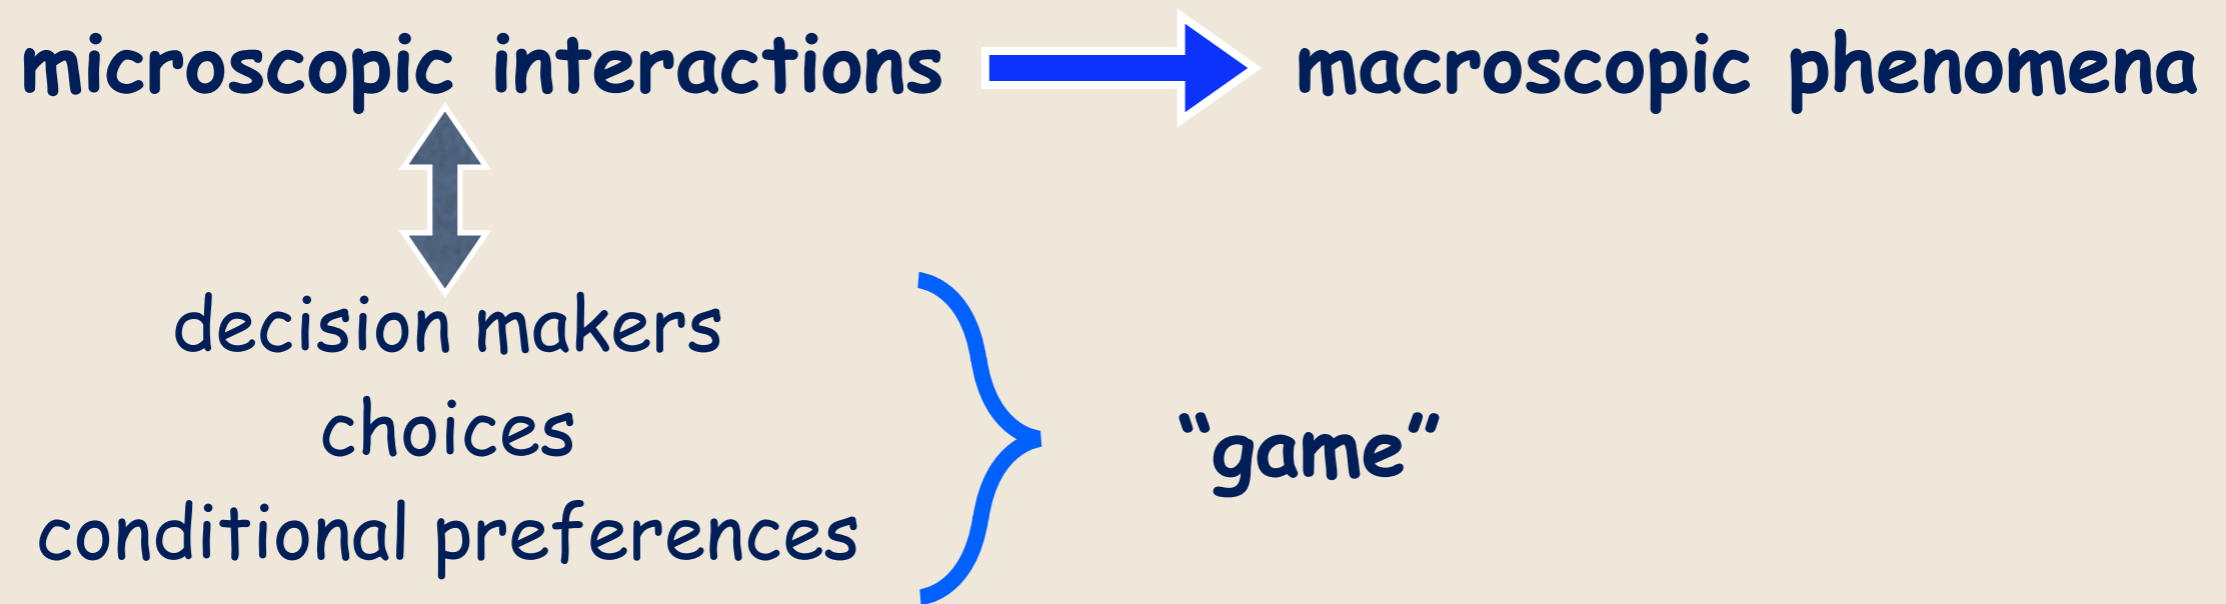 microscopic interactions
macroscopic phenomena
decision makers
choices
conditional preferences
“game”